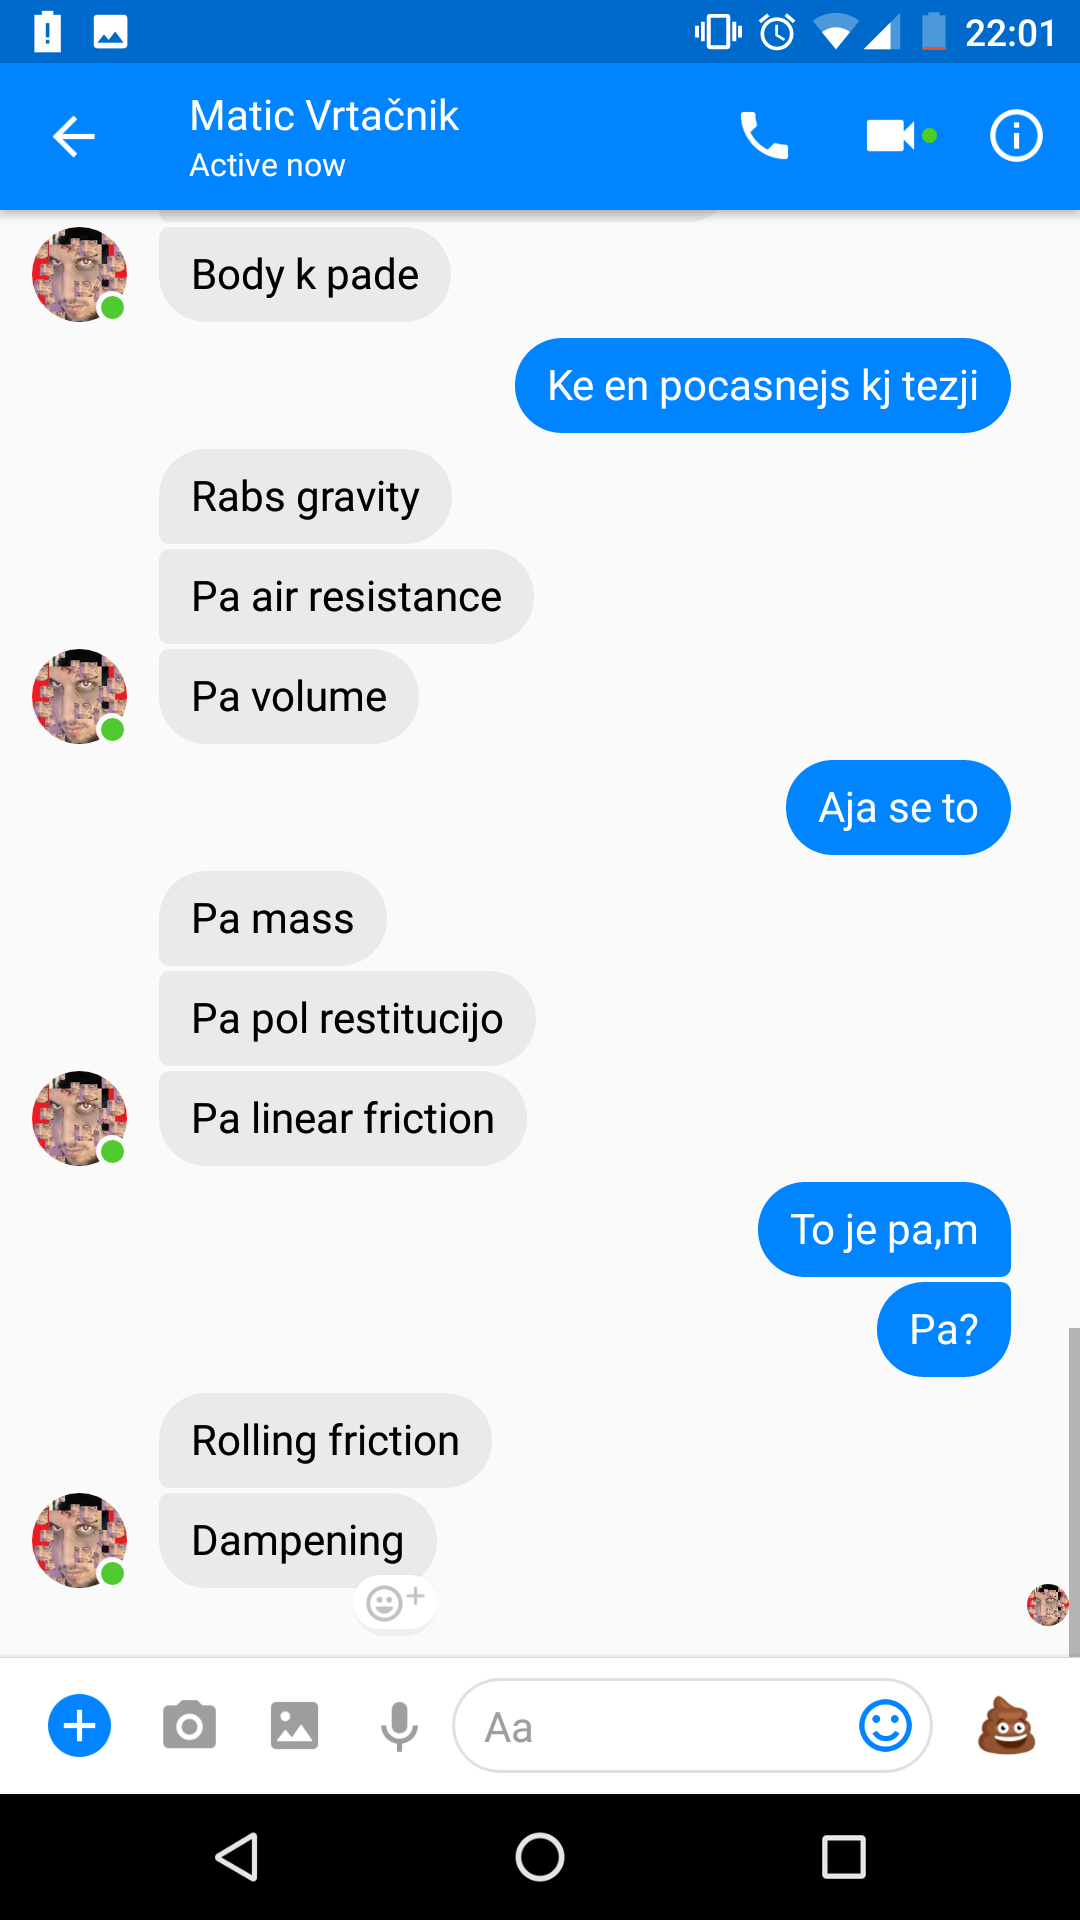 22:01
Matic Vrtačnik
Active now
Body k pade
Ke en pocasnejs kj tezji
Rabs gravity
Pa air resistance
Pa volume
Aja se to
Pa mass
Pa pol restitucijo
Pa linear friction
To je pa,m
Pa?
Rolling friction
Dampening
Aa